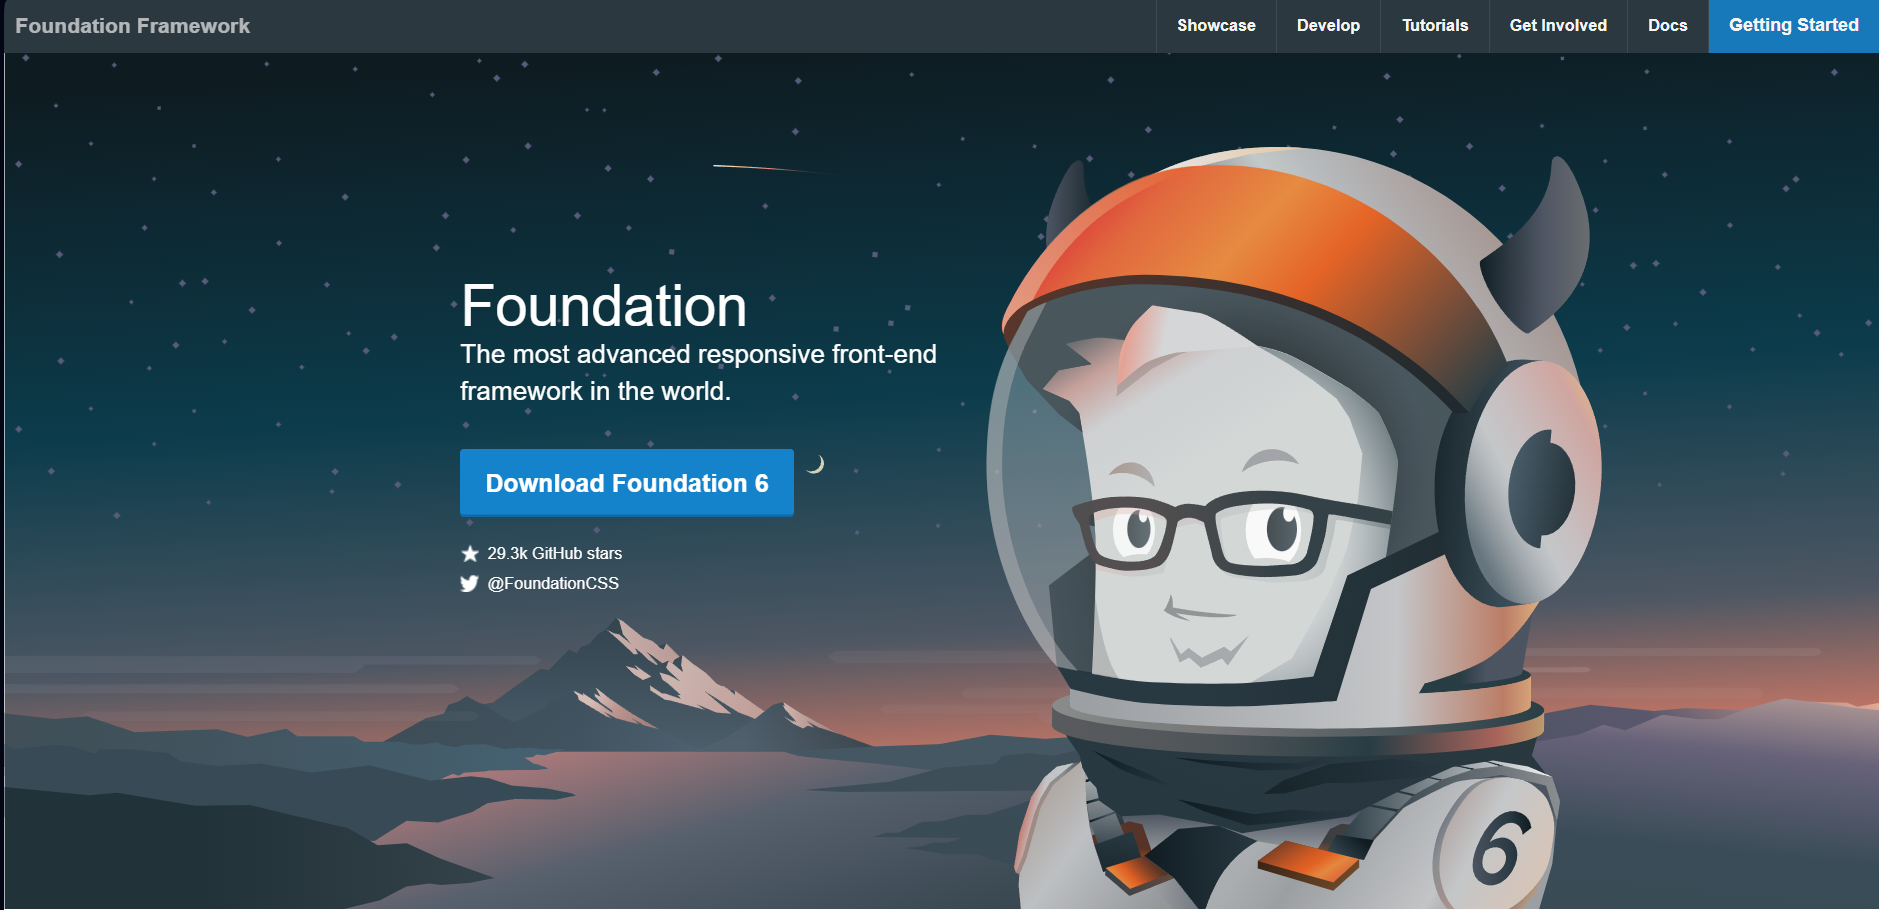 Foundation Framework
Showcase
Develop
Tutorials
Get Involved
Docs
Getting Started
Foundation
The most advanced responsive front-end
framework in the world.
Download Foundation 6
29.3k GitHub stars
@FoundationCSS
6